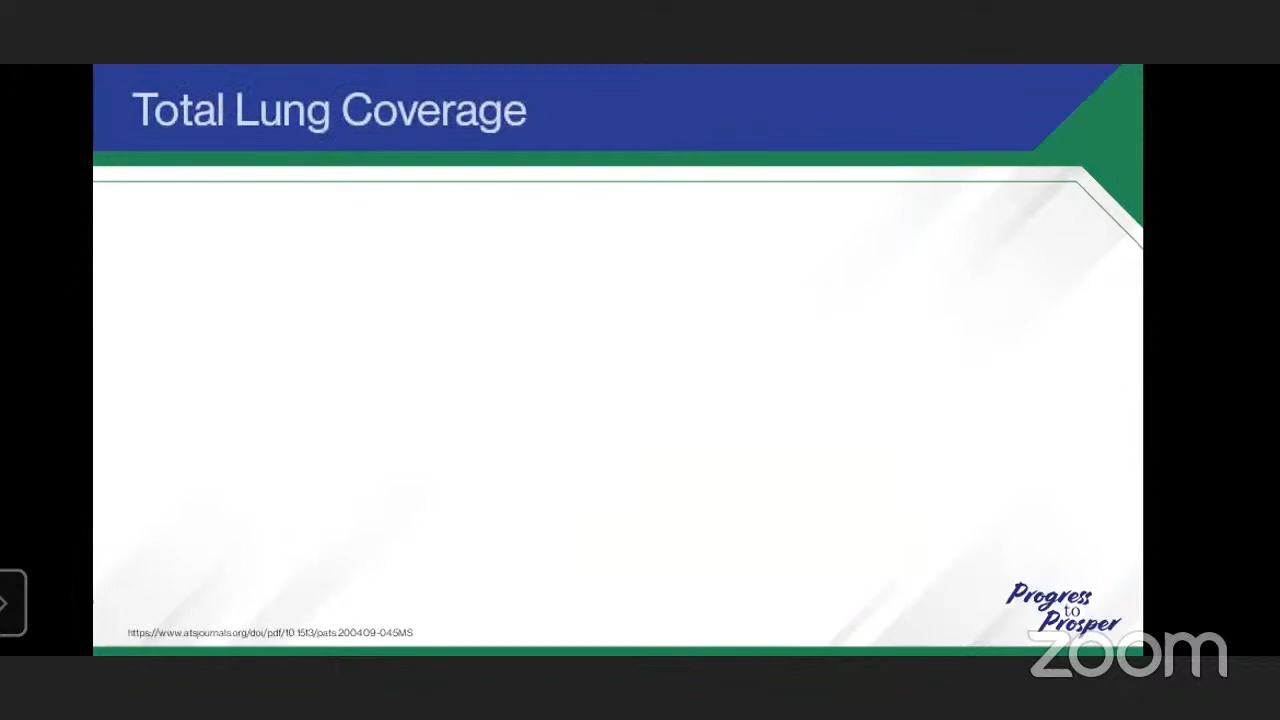 Total Lung Coverage
https://www.atsjournals.org/doi/pdf/10.1513/pats.200409-045MS
Progress
to
Prosper
zoom